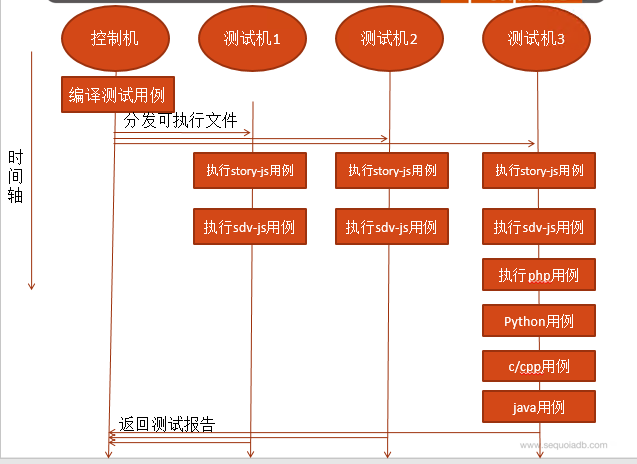 控制机
测试机1
测试机2
测试机3
编译测试用例
分发可执行文件
时间轴
执行story-js用例
执行story-js用例
执行story-js用例
执行sdv-js用例
执行sdv-js用例
执行sdv-js用例
执行php用例
Python用例
c/cpp用例
java用例
返回测试报告
www.sequoiadb.com